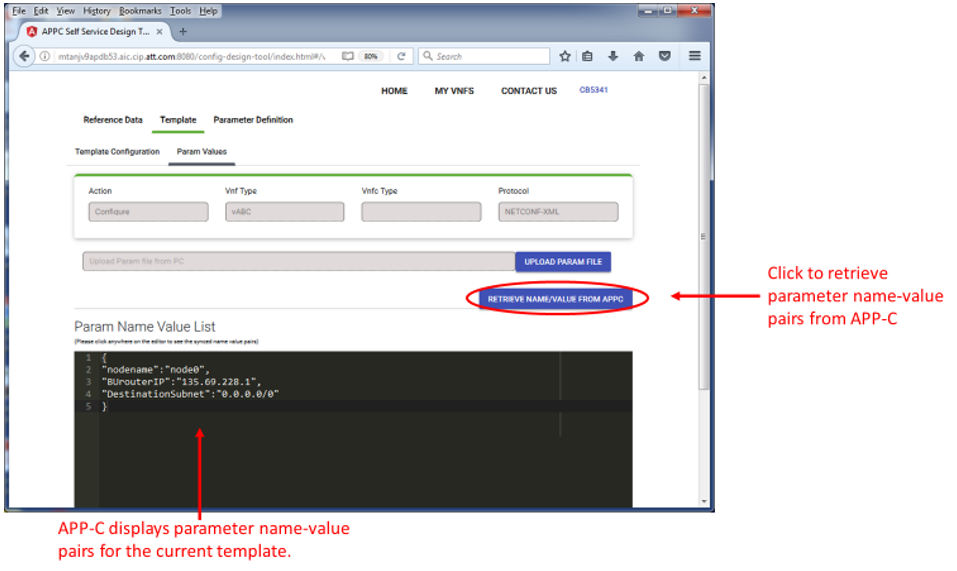 File Edit View History Bookmarks Tools Help
APPC Self Service Design T... × +
mtanjv9apdb53.aic.cip.att.com:8080/config-design-tool/index.html#/v 80% Search
HOME MY VNFS CONTACT US CB5341
Reference Data Template Parameter Definition
Template Configuration Param Values
Action Vnf Type Vnfc Type Protocol
Configure vABC NETCONF-XML
Upload Param file from PC UPLOAD PARAM FILE
RETRIEVE NAME/VALUE FROM APPC
Click to retrieve
parameter name-value
pairs from APP-C
Param Name Value List
(Please click anywhere on the editor to see the synced name value pairs)
1 {
2 "nodename":"node0",
3 "BUrouterIP":"135.69.228.1",
4 "DestinationSubnet":"0.0.0.0/0"
5 }
APP-C displays parameter name-value
pairs for the current template.